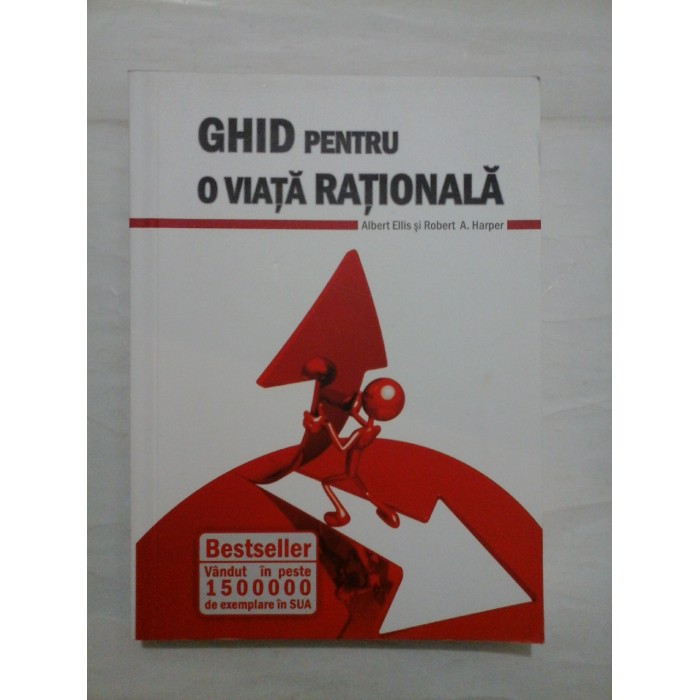 GHID PENTRU
O VIAȚĂ RAȚIONALĂ
Albert Ellis și Robert A. Harper
Bestseller
Vândut în peste
1500000
de exemplare în SUA